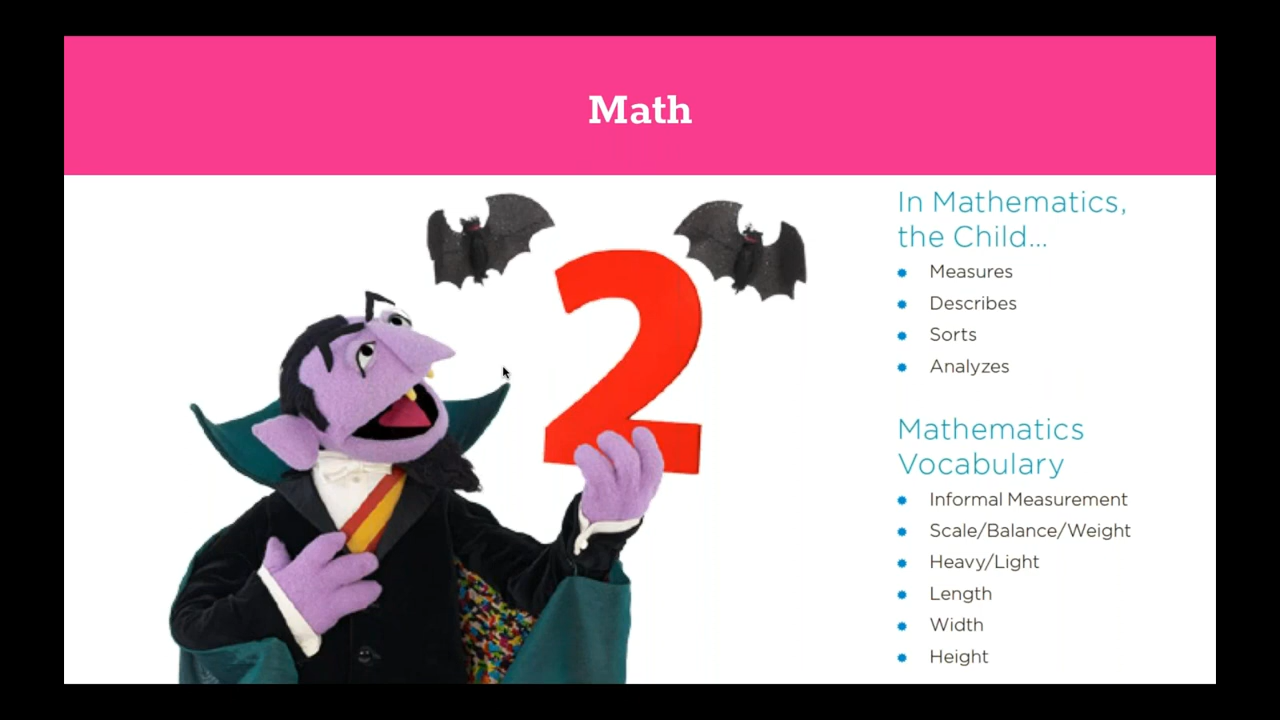 Math
2
In Mathematics,
the Child...
Measures
Describes
Sorts
Analyzes
Mathematics
Vocabulary
Informal Measurement
Scale/Balance/Weight
Heavy/Light
Length
Width
Height